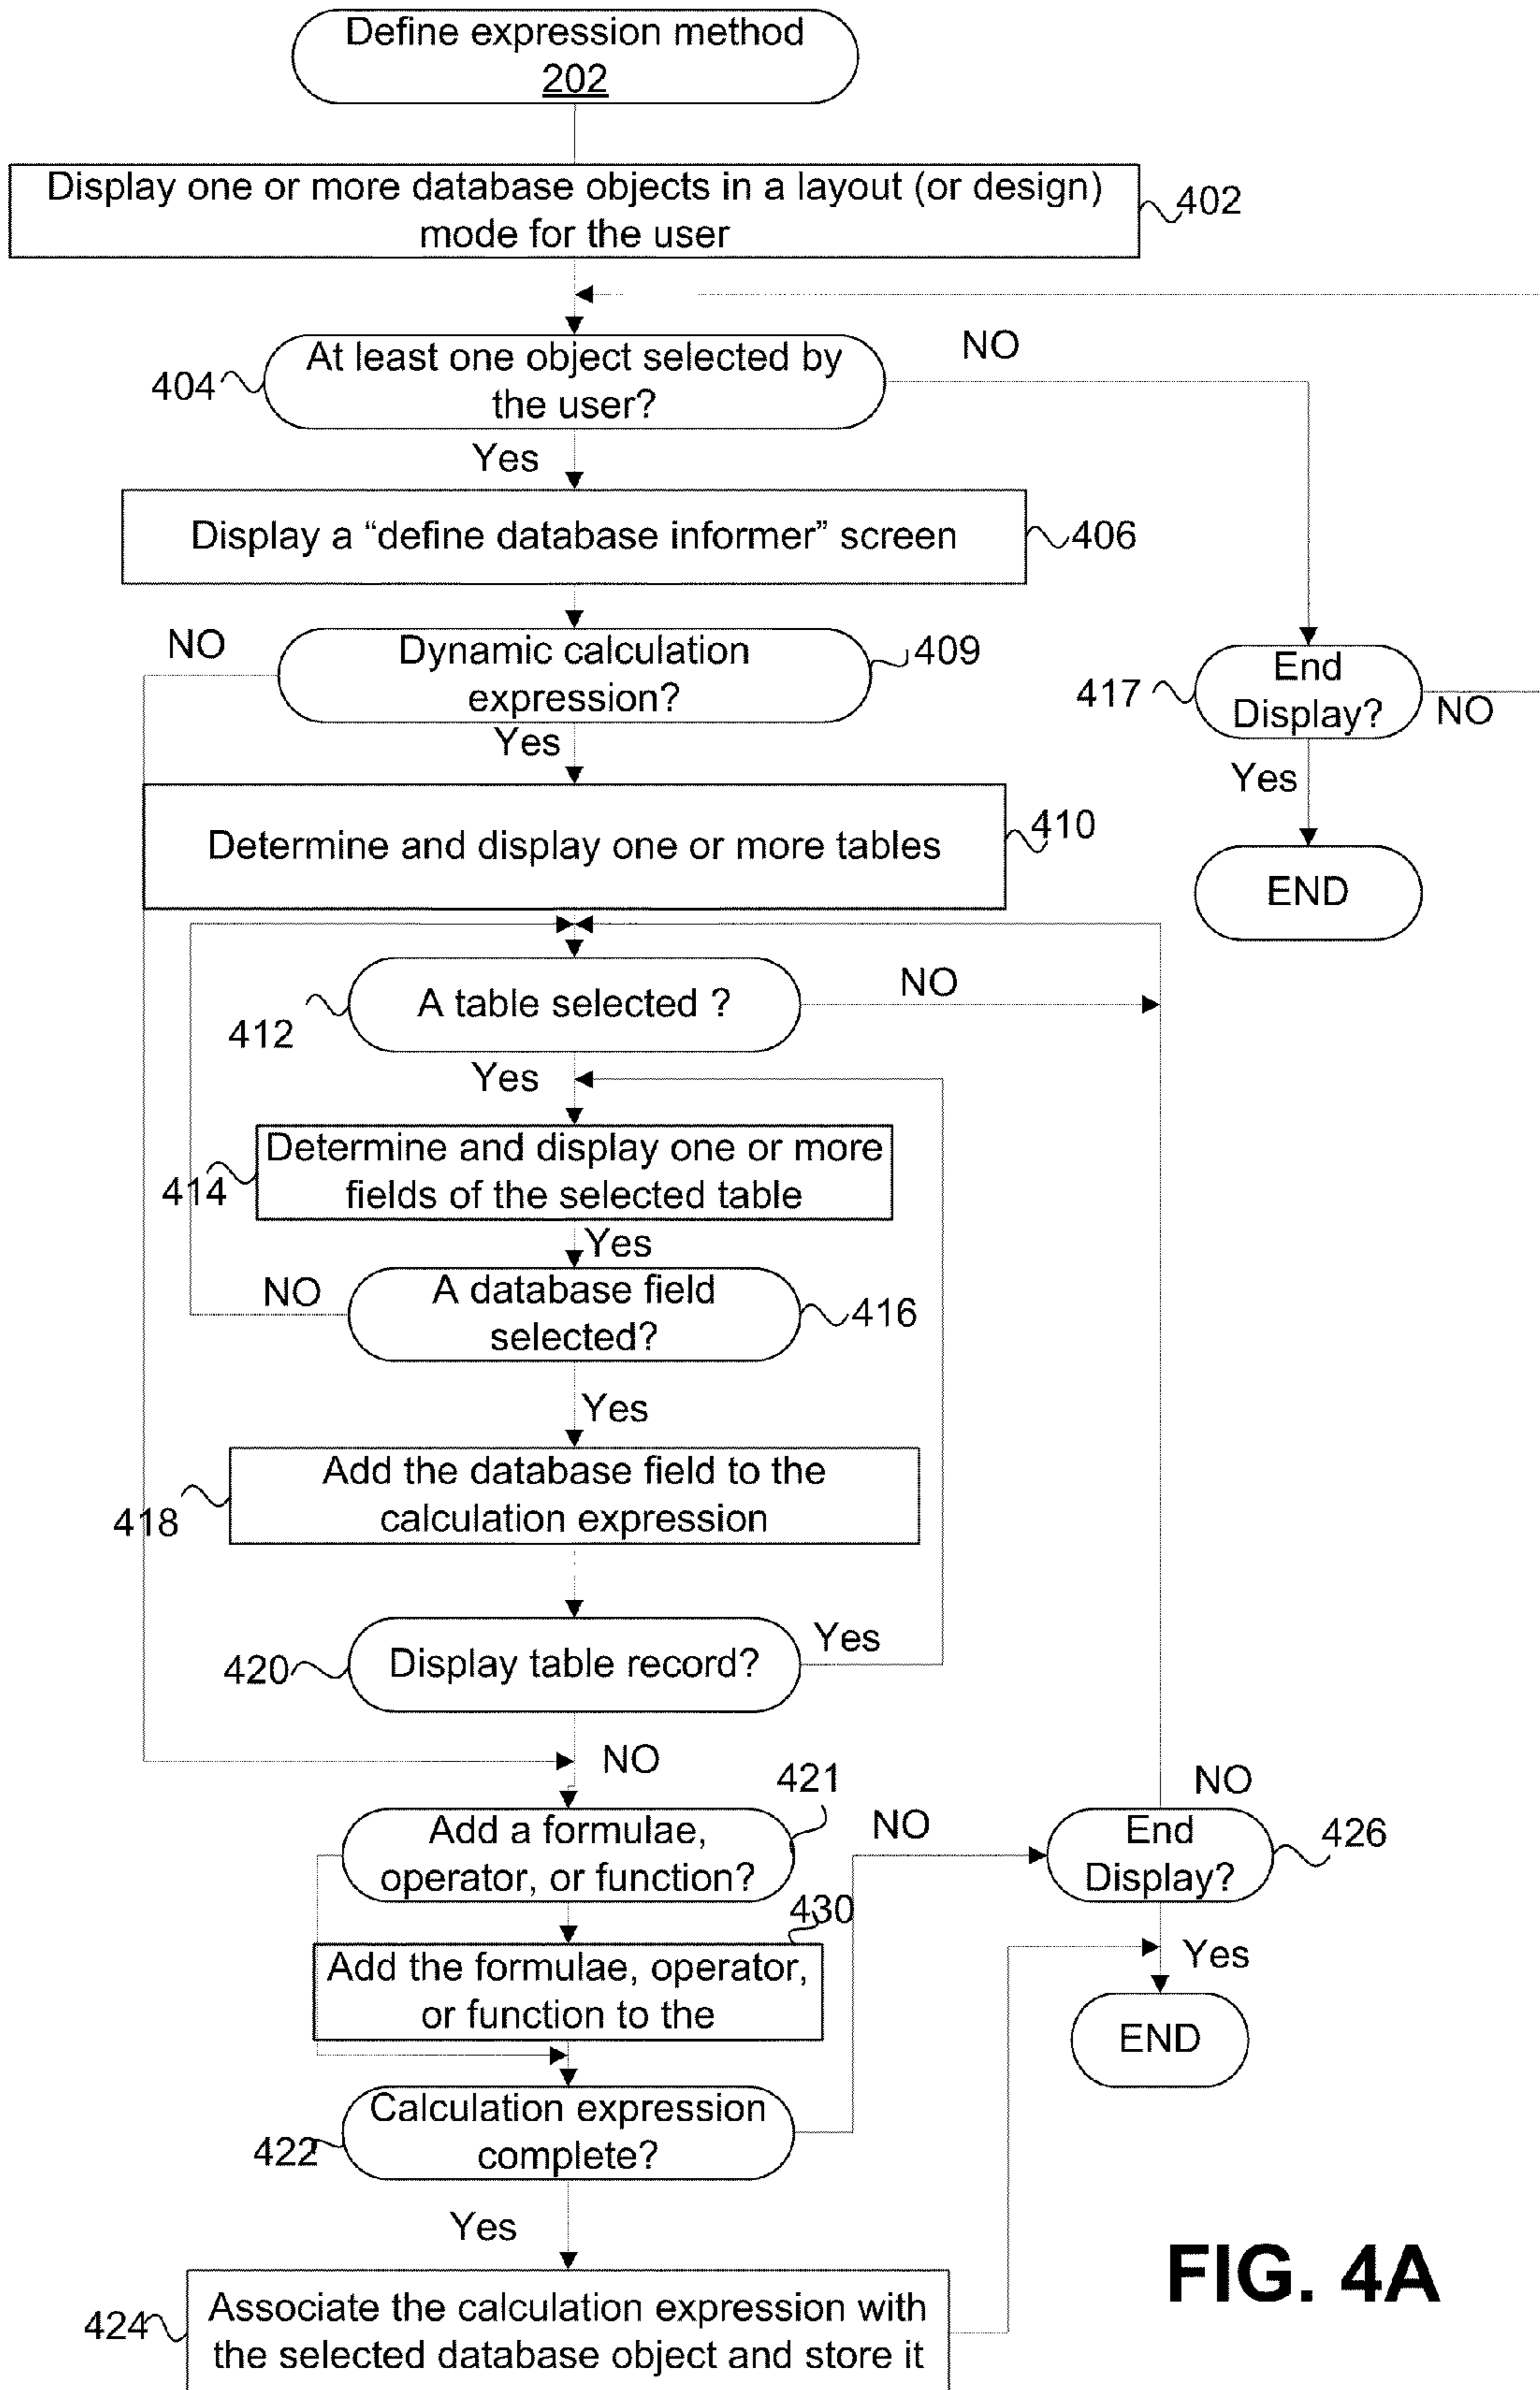 Define expression method
202
Display one or more database objects in a layout (or design)
mode for the user
402
At least one object selected by
the user?
404
NO
Yes
Display a “define database informer” screen
406
NO
Dynamic calculation
expression?
409
Yes
End
Display?
417
NO
Yes
END
Determine and display one or more tables
410
A table selected ?
412
NO
Yes
Determine and display one or more
fields of the selected table
414
Yes
A database field
selected?
416
NO
Yes
Add the database field to the
calculation expression
418
Display table record?
420
Yes
NO
Add a formulae,
operator, or function?
421
NO
End
Display?
426
NO
Yes
END
430
Add the formulae, operator,
or function to the
Calculation expression
complete?
422
Yes
Associate the calculation expression with
the selected database object and store it
424
FIG. 4A